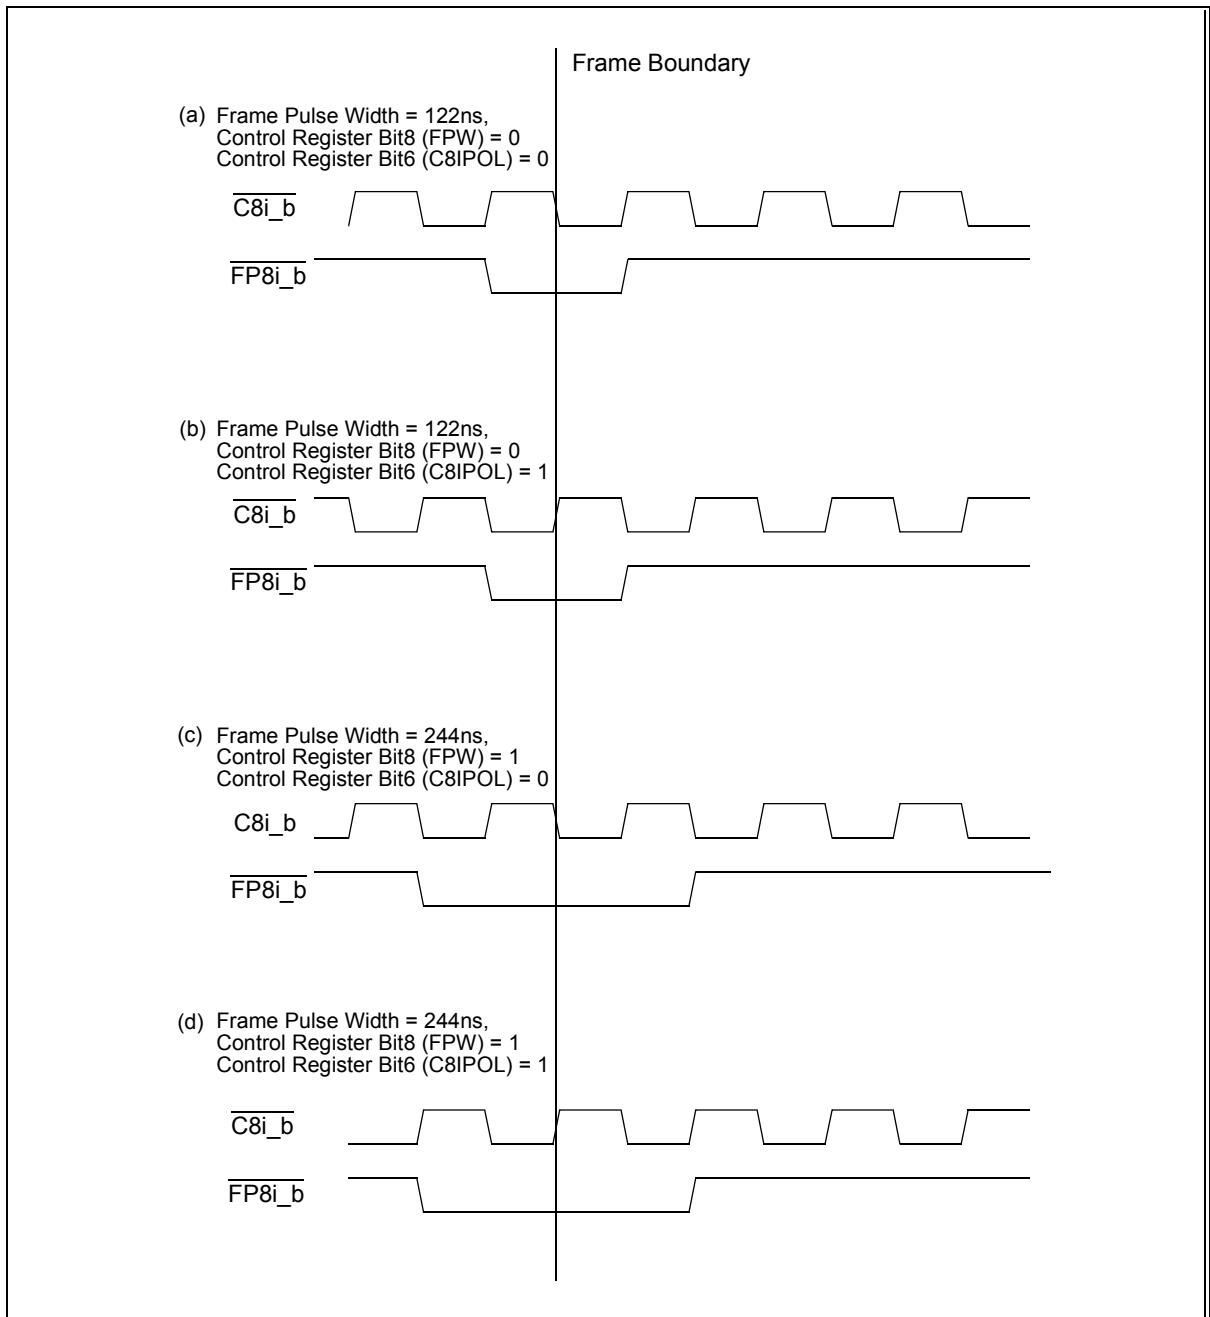 Frame Boundary
(a) Frame Pulse Width = 122ns,
Control Register Bit8 (FPW) = 0
Control Register Bit6 (C8IPOL) = 0
C8i_b
FP8i_b
(b) Frame Pulse Width = 122ns,
Control Register Bit8 (FPW) = 0
Control Register Bit6 (C8IPOL) = 1
C8i_b
FP8i_b
(c) Frame Pulse Width = 244ns,
Control Register Bit8 (FPW) = 1
Control Register Bit6 (C8IPOL) = 0
C8i_b
FP8i_b
(d) Frame Pulse Width = 244ns,
Control Register Bit8 (FPW) = 1
Control Register Bit6 (C8IPOL) = 1
C8i_b
FP8i_b